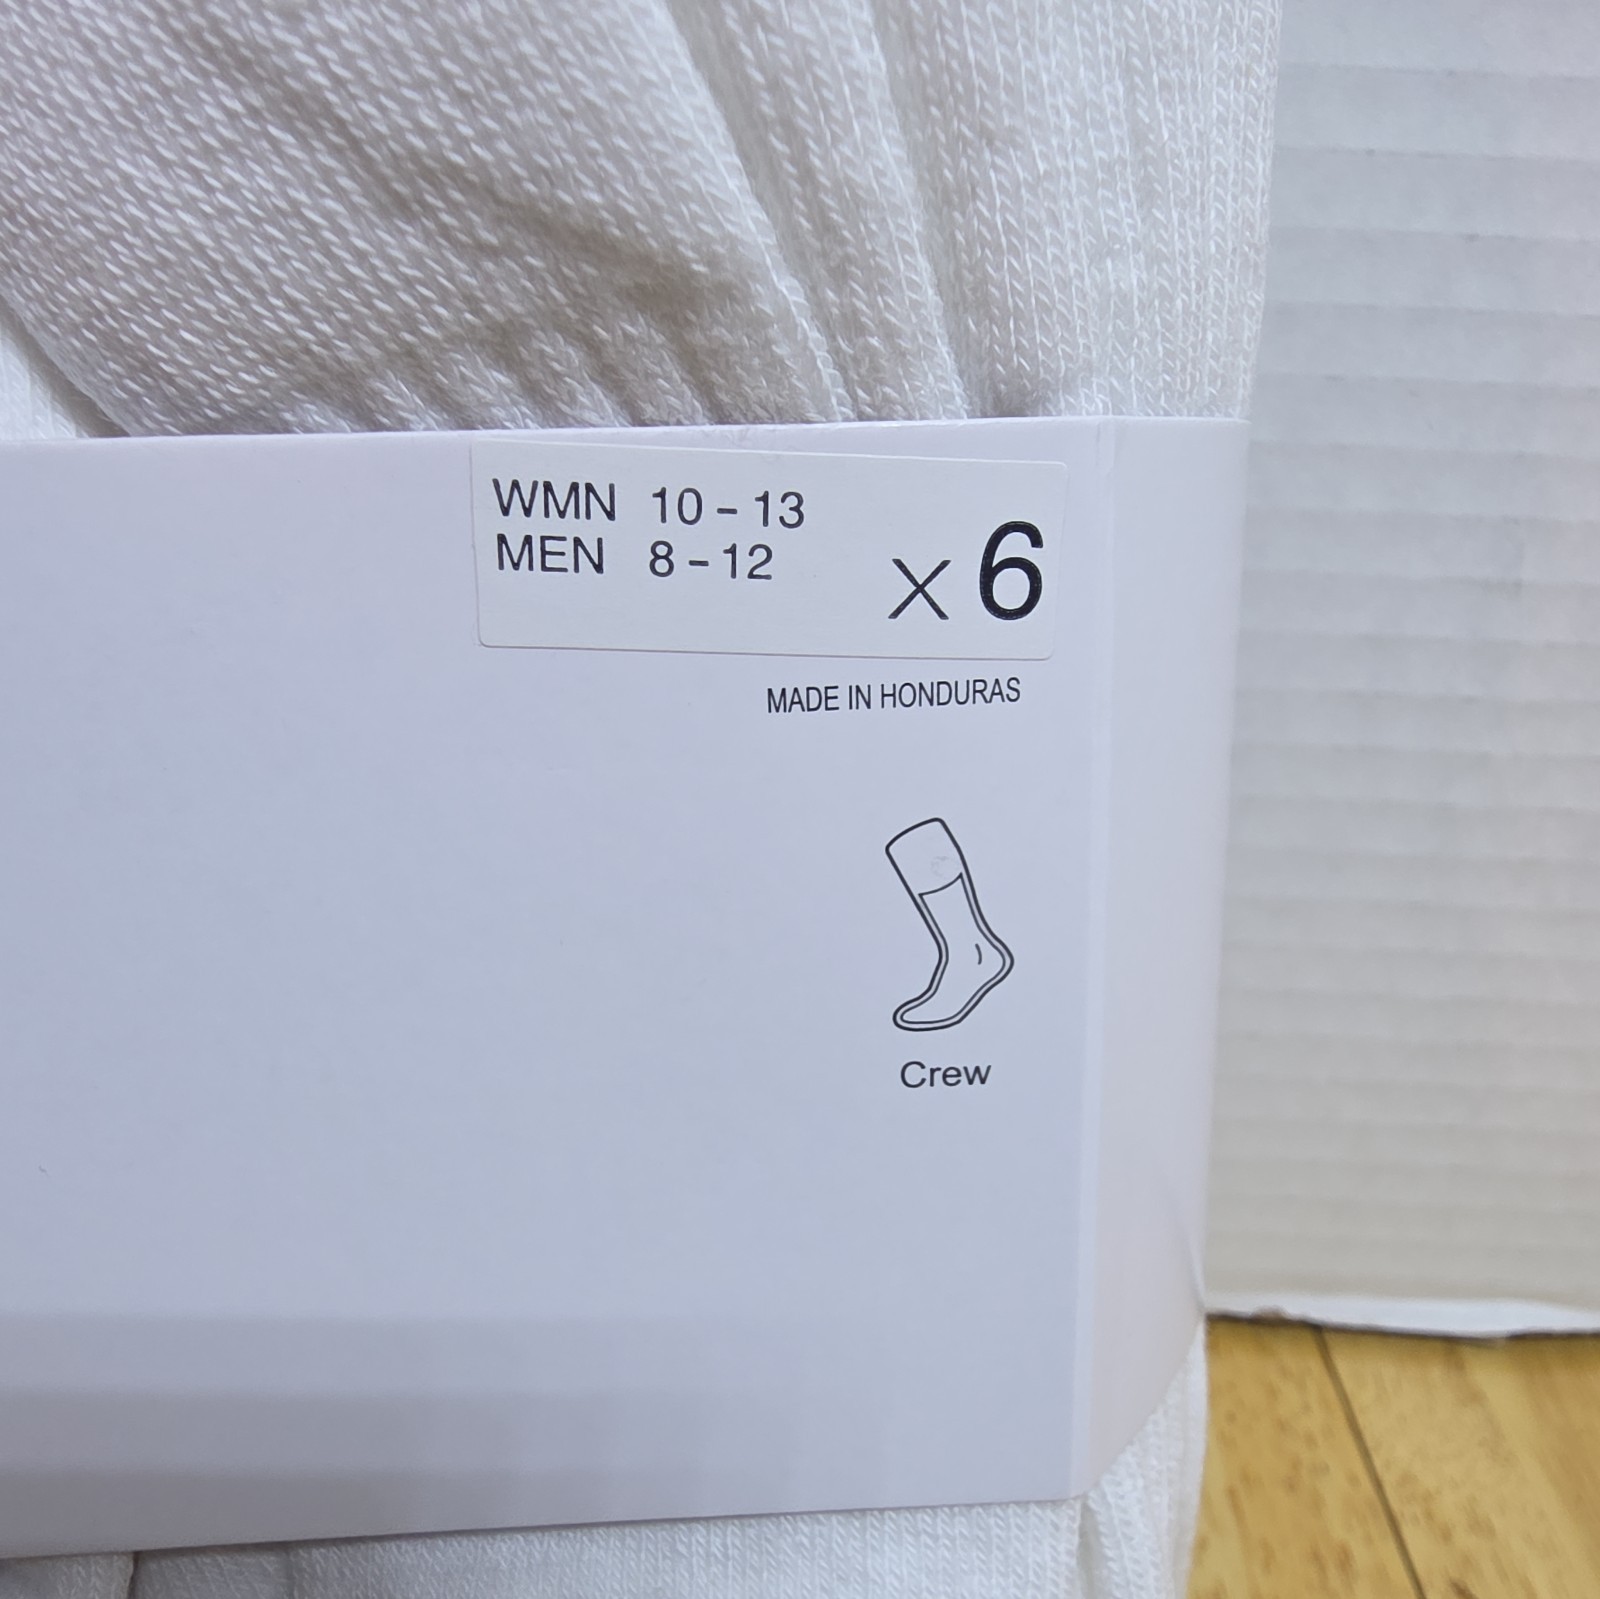 WMN 10 - 13
MEN 8 - 12
x 6
MADE IN HONDURAS
Crew